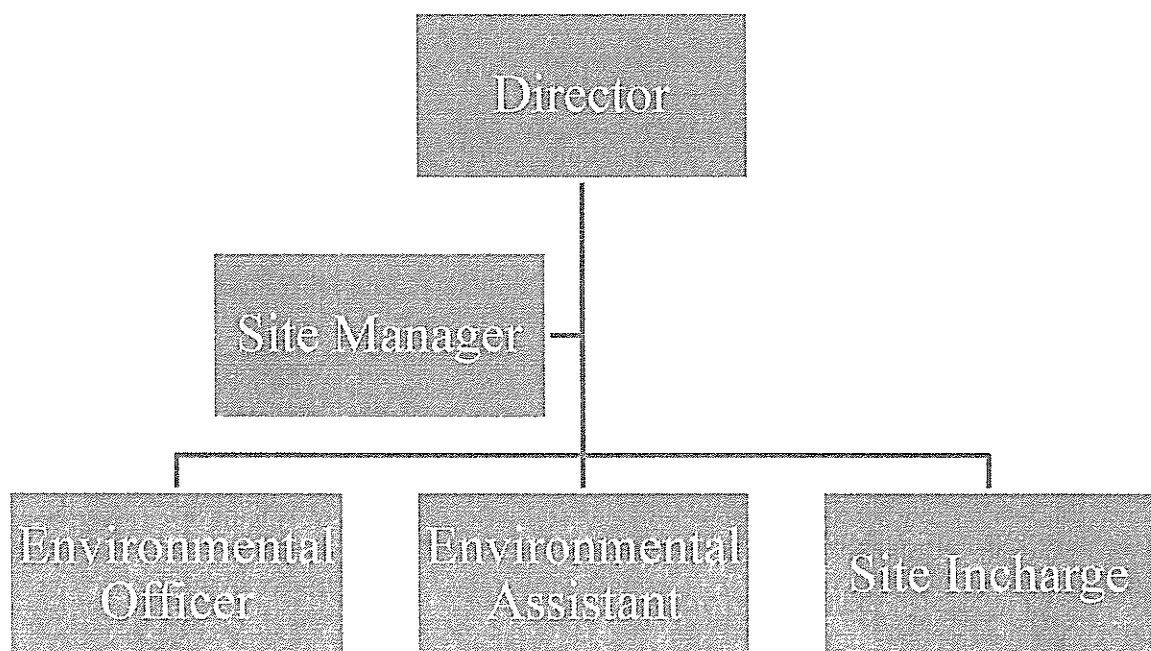 Director
Site Manager
Environmental
Officer
Environmental
Assistant
Site Incharge